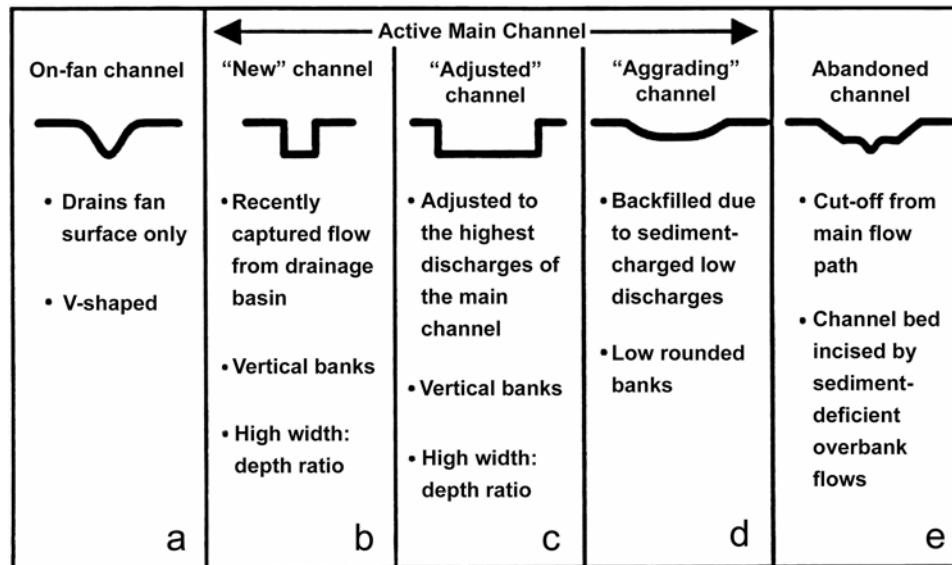 Active Main Channel
On-fan channel
• Drains fan
surface only
• V-shaped
a
“New” channel
• Recently
captured flow
from drainage
basin
• Vertical banks
• High width:
depth ratio
b
“Adjusted”
channel
• Adjusted to
the highest
discharges of
the main
channel
• Vertical banks
• High width:
depth ratio
c
“Aggrading”
channel
• Backfilled due
to sediment-
charged low
discharges
• Low rounded
banks
d
Abandoned
channel
• Cut-off from
main flow
path
• Channel bed
incised by
sediment-
deficient
overbank
flows
e